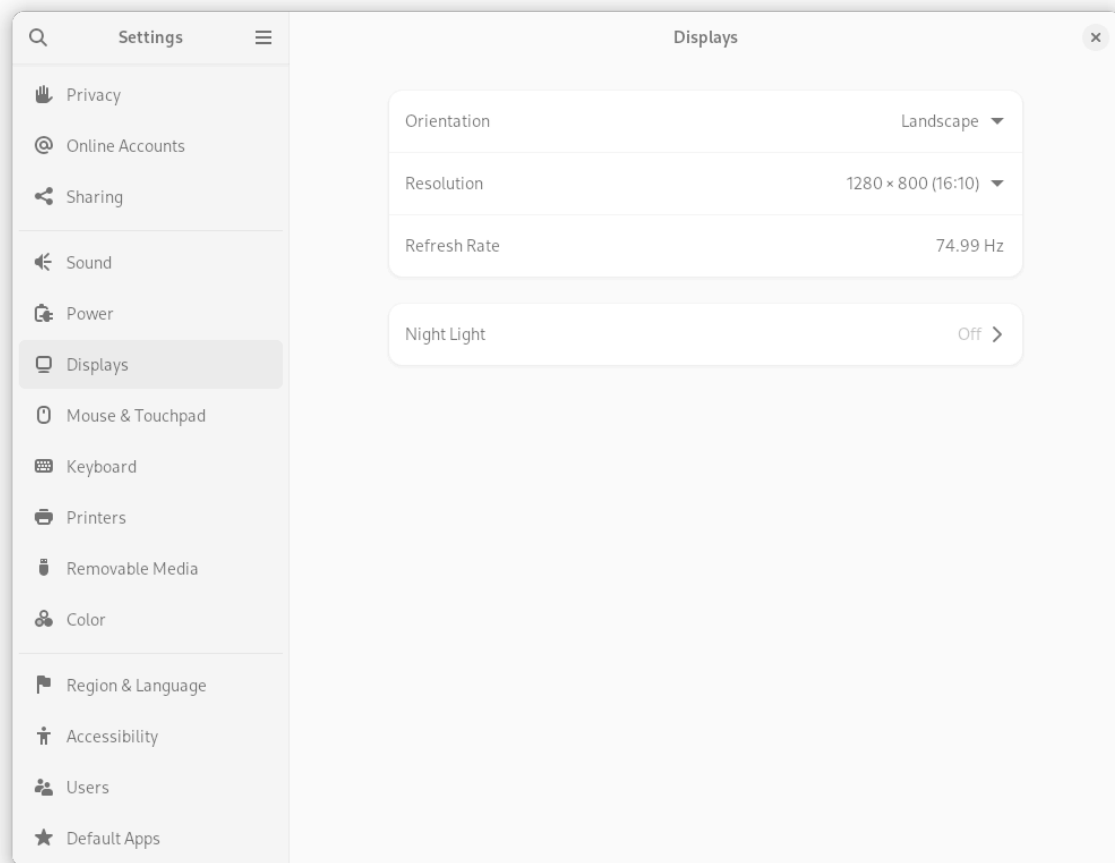 Settings
Displays
Privacy
Online Accounts
Sharing
Sound
Power
Displays
Mouse & Touchpad
Keyboard
Printers
Removable Media
Color
Region & Language
Accessibility
Users
Default Apps
Orientation Landscape
Resolution 1280 × 800 (16:10)
Refresh Rate 74.99 Hz
Night Light Off